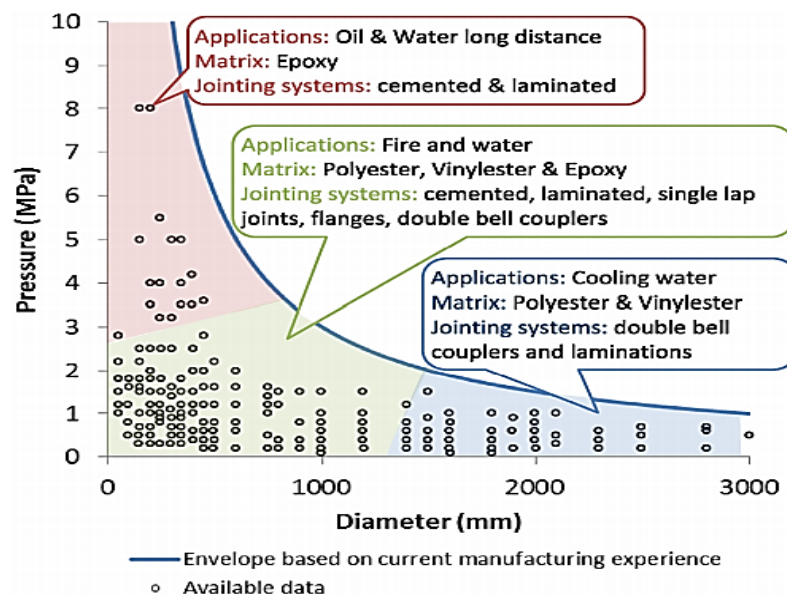 10
9
8
7
6
5
4
3
2
1
0
Pressure (MPa)
Applications: Oil & Water long distance
Matrix: Epoxy
Jointing systems: cemented & laminated
Applications: Fire and water
Matrix: Polyester, Vinylester & Epoxy
Jointing systems: cemented, laminated, single lap
joints, flanges, double bell couplers
Applications: Cooling water
Matrix: Polyester & Vinylester
Jointing systems: double bell
couplers and laminations
0 1000 2000 3000
Diameter (mm)
Envelope based on current manufacturing experience
Available data